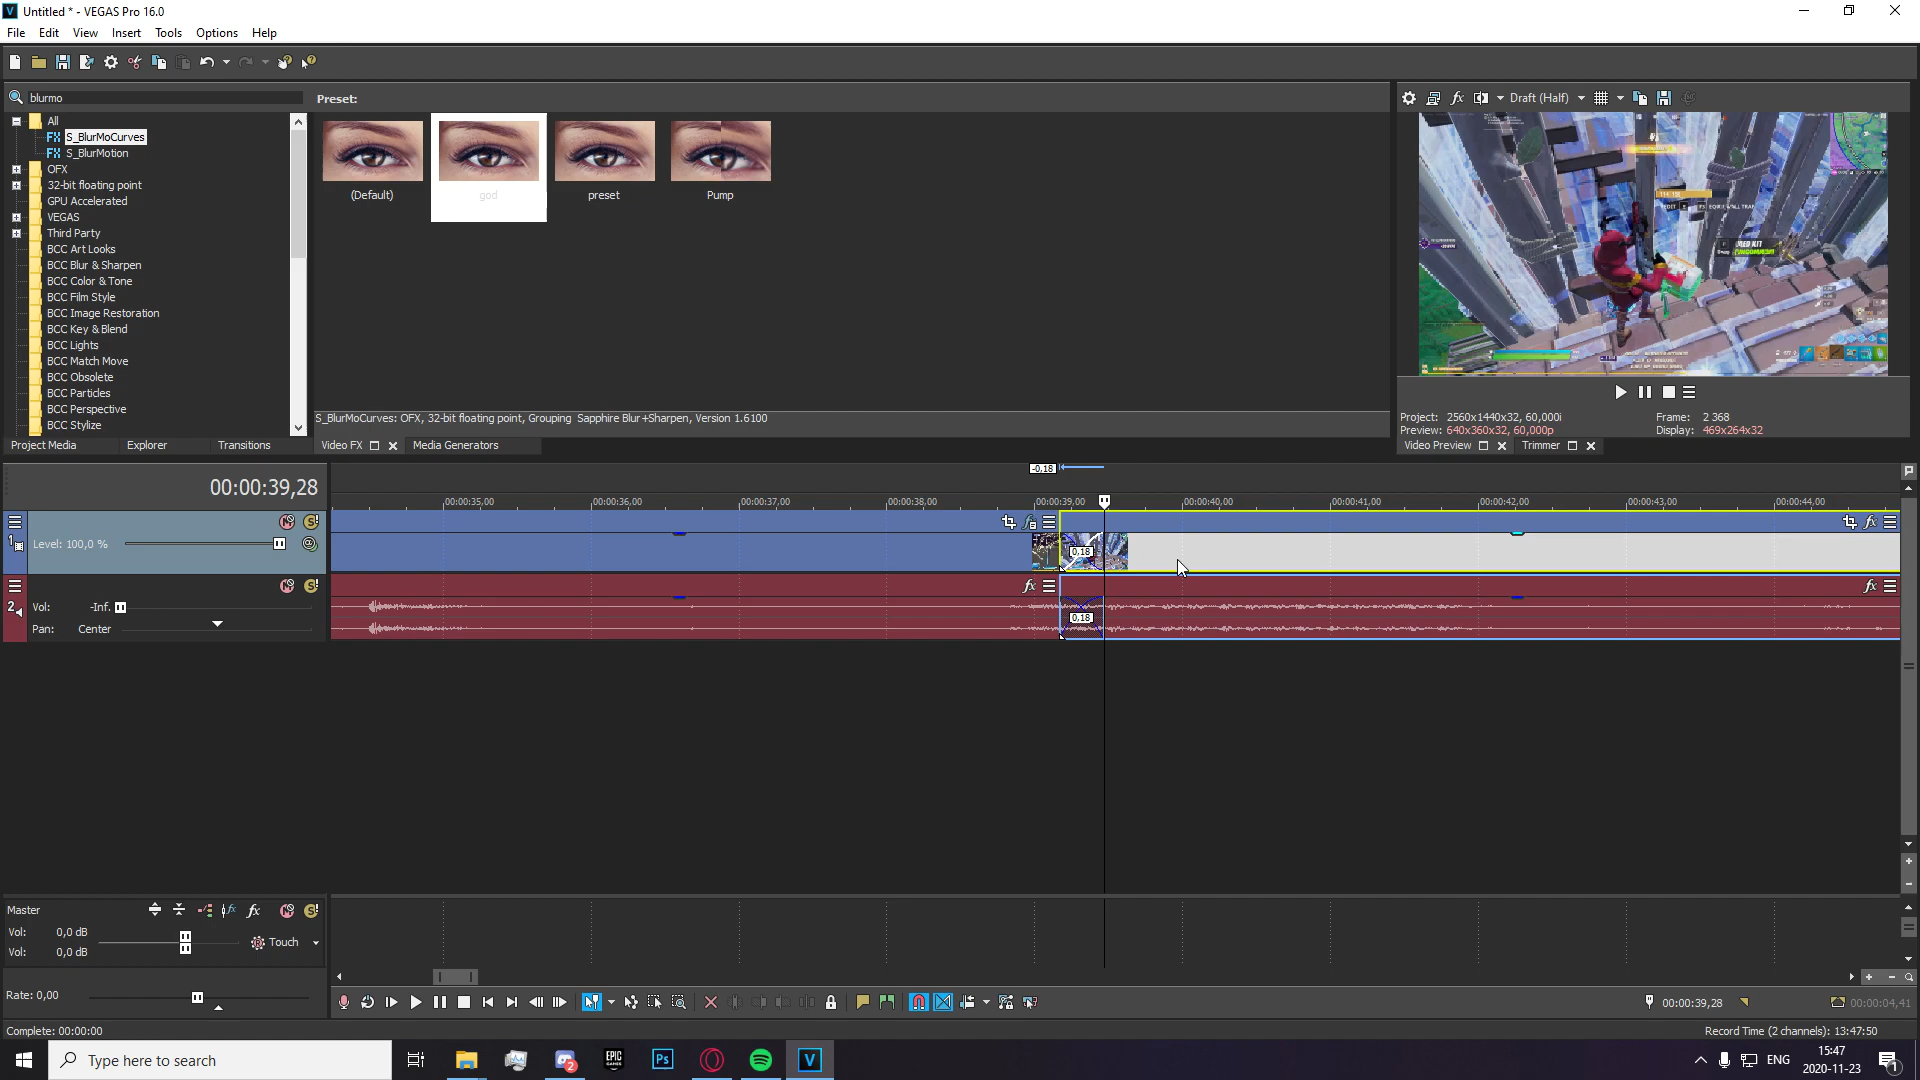 Untitled * - VEGAS Pro 16.0
File Edit View Insert Tools Options Help
blurmo
Preset:
Draft (Half)
All
S_BlurMoCurves
S_BlurMotion
OFX
32-bit floating point
GPU Accelerated
VEGAS
Third Party
BCC Art Looks
BCC Blur & Sharpen
BCC Color & Tone
BCC Film Style
BCC Image Restoration
BCC Key & Blend
BCC Lights
BCC Match Move
BCC Obsolete
BCC Particles
BCC Perspective
BCC Stylize
(Default) god preset Pump
S_BlurMoCurves: OFX, 32-bit floating point, Grouping Sapphire Blur+Sharpen, Version 1.6100
Project: 2560x1440x32, 60,000i Frame: 2 368
Preview: 640x360x32, 60,000p Display: 469x264x32
Project Media Explorer Transitions Video FX Media Generators Video Preview Trimmer
-0,18
00:00:39,28
00:00:35,00 00:00:36,00 00:00:37,00 00:00:38,00 00:00:39,00 00:00:40,00 00:00:41,00 00:00:42,00 00:00:43,00 00:00:44,00
1
Level: 100,0 %
0,18
2
Vol: -Inf.
0,18
Pan: Center
Master
Vol: 0,0 dB
Touch
Vol: 0,0 dB
Rate: 0,00
00:00:39,28 00:00:04,41
Complete: 00:00:00
Record Time (2 channels): 13:47:50
Type here to search
ENG
15:47
2020-11-23